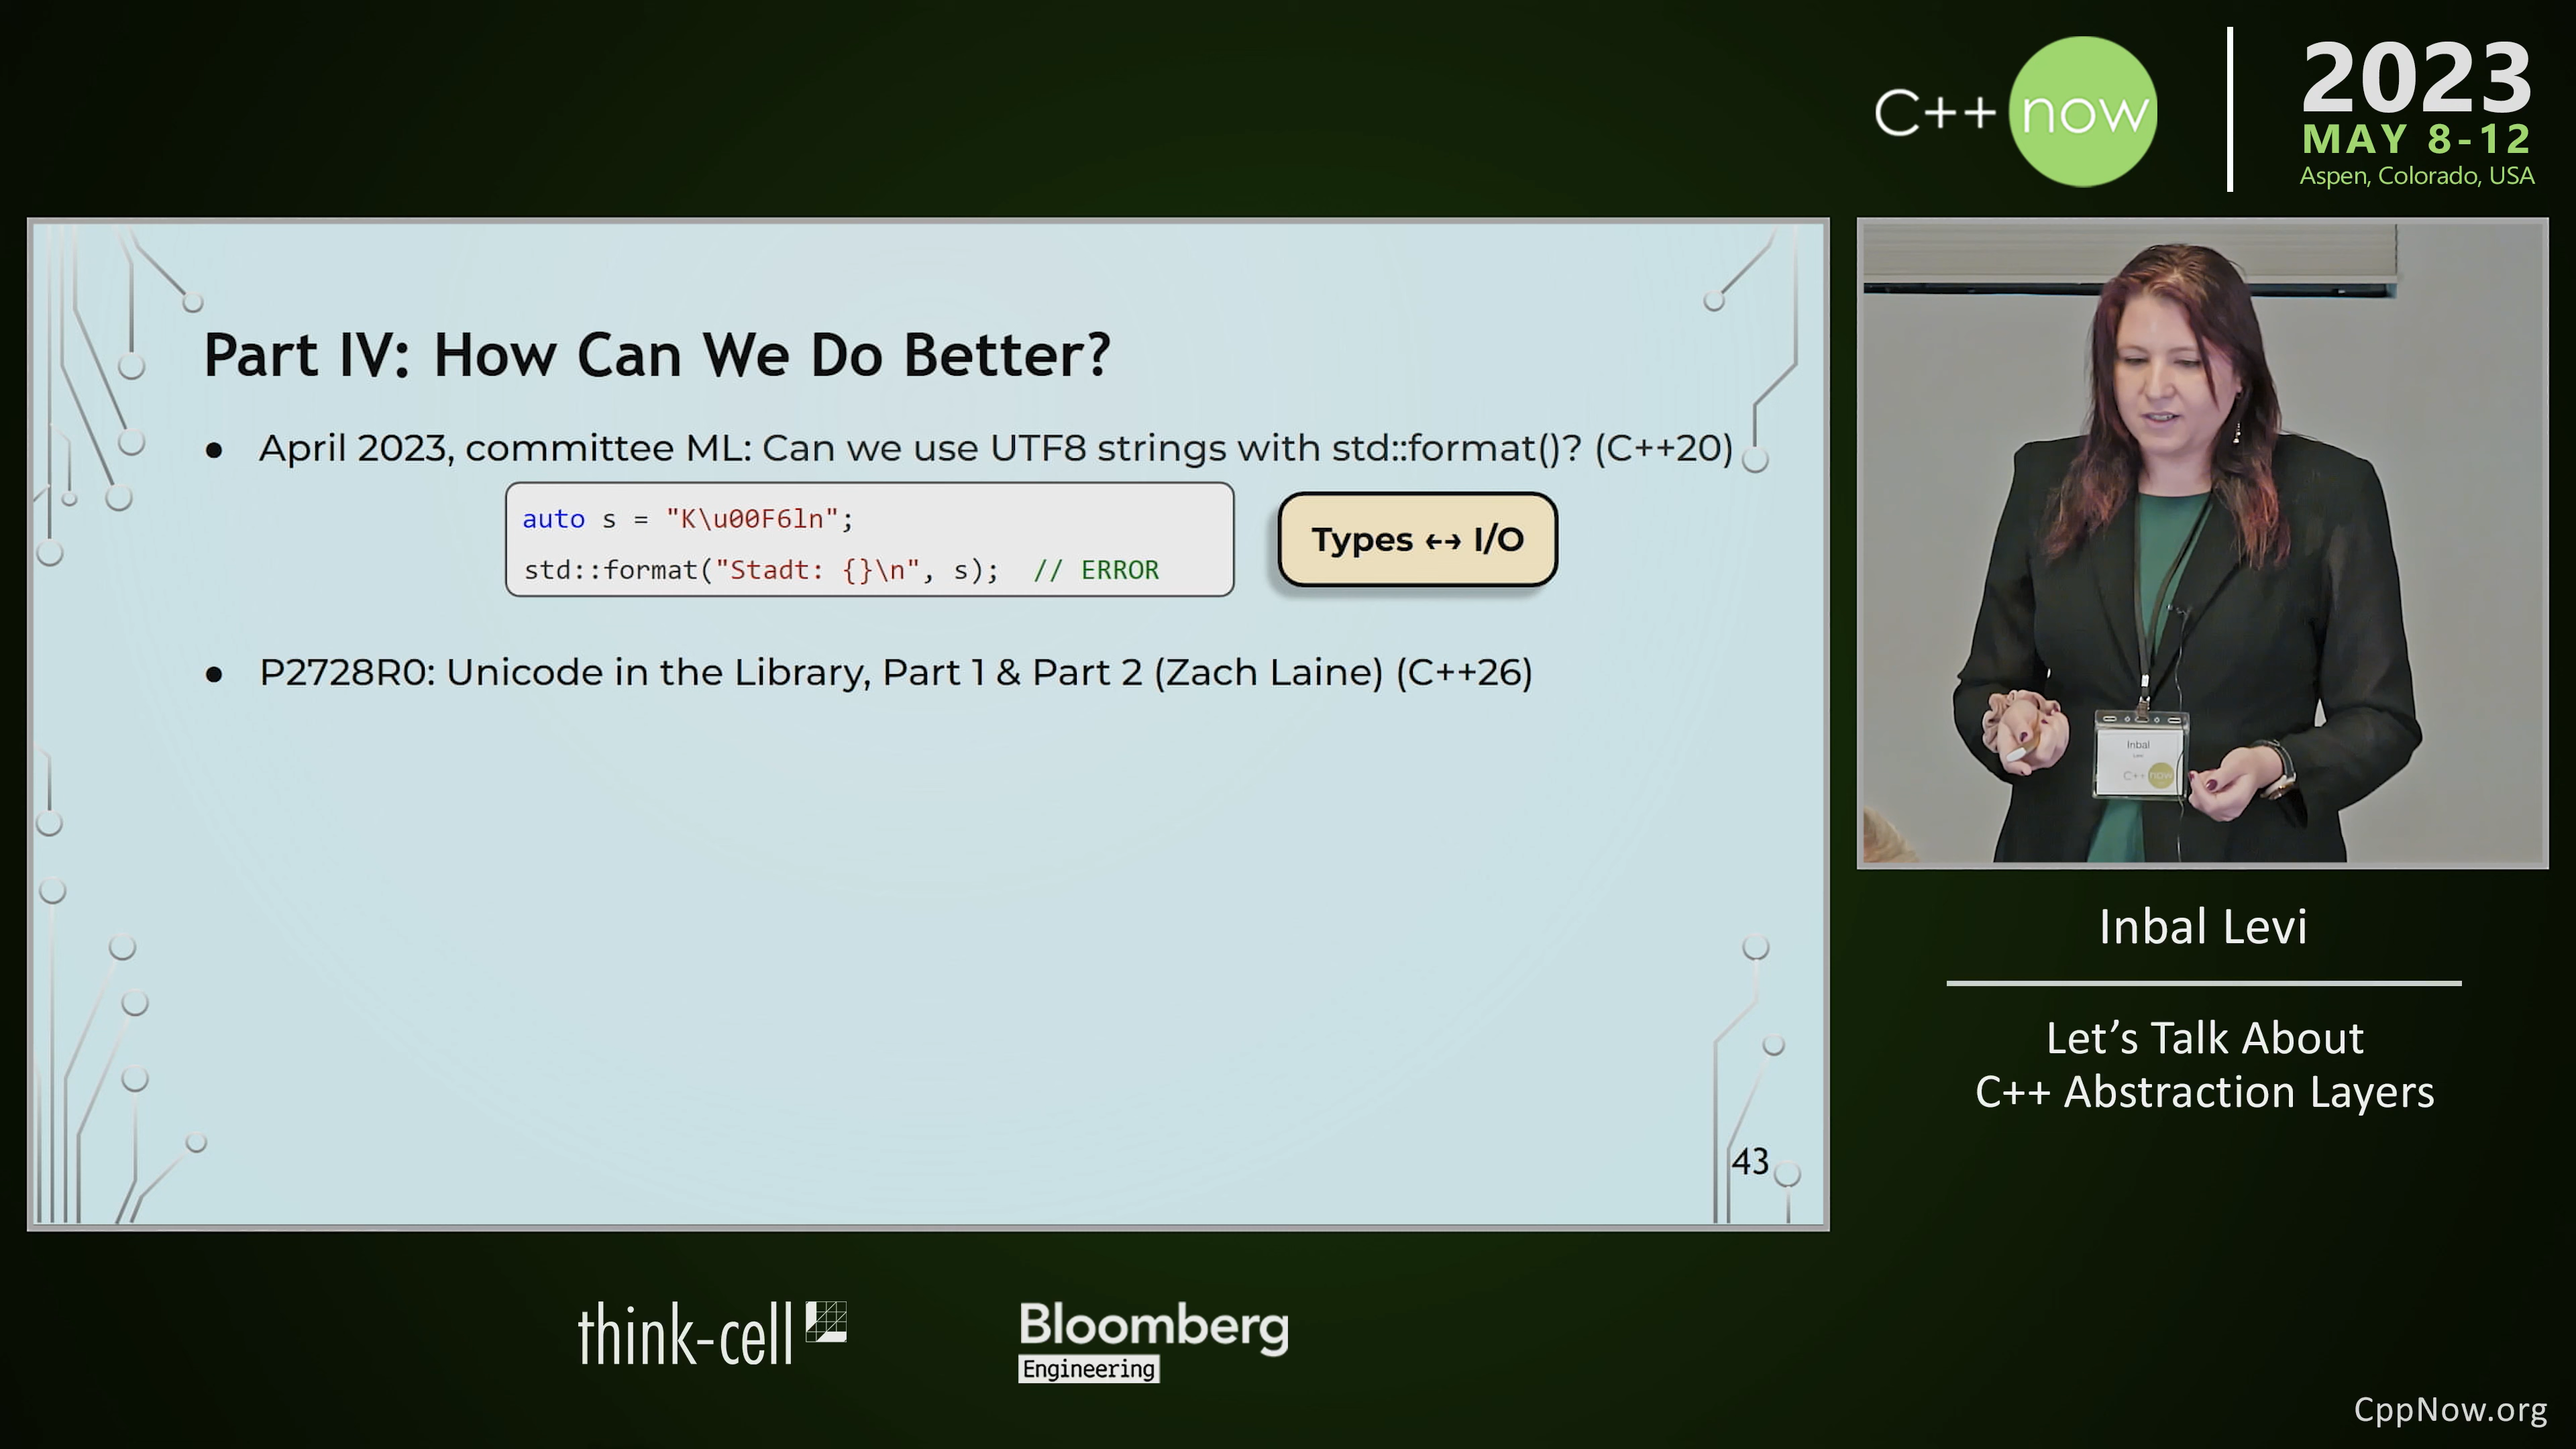 C++ now
2023
MAY 8-12
Aspen, Colorado, USA
Part IV: How Can We Do Better?
● April 2023, committee ML: Can we use UTF8 strings with std::format()? (C++20)
auto s = "K\u00F6ln";
std::format("Stadt: {}\n", s);  // ERROR
Types ↔ I/O
● P2728R0: Unicode in the Library, Part 1 & Part 2 (Zach Laine) (C++26)
43
Inbal
C++ now
Inbal Levi
Let’s Talk About
C++ Abstraction Layers
think-cell
Bloomberg
Engineering
CppNow.org